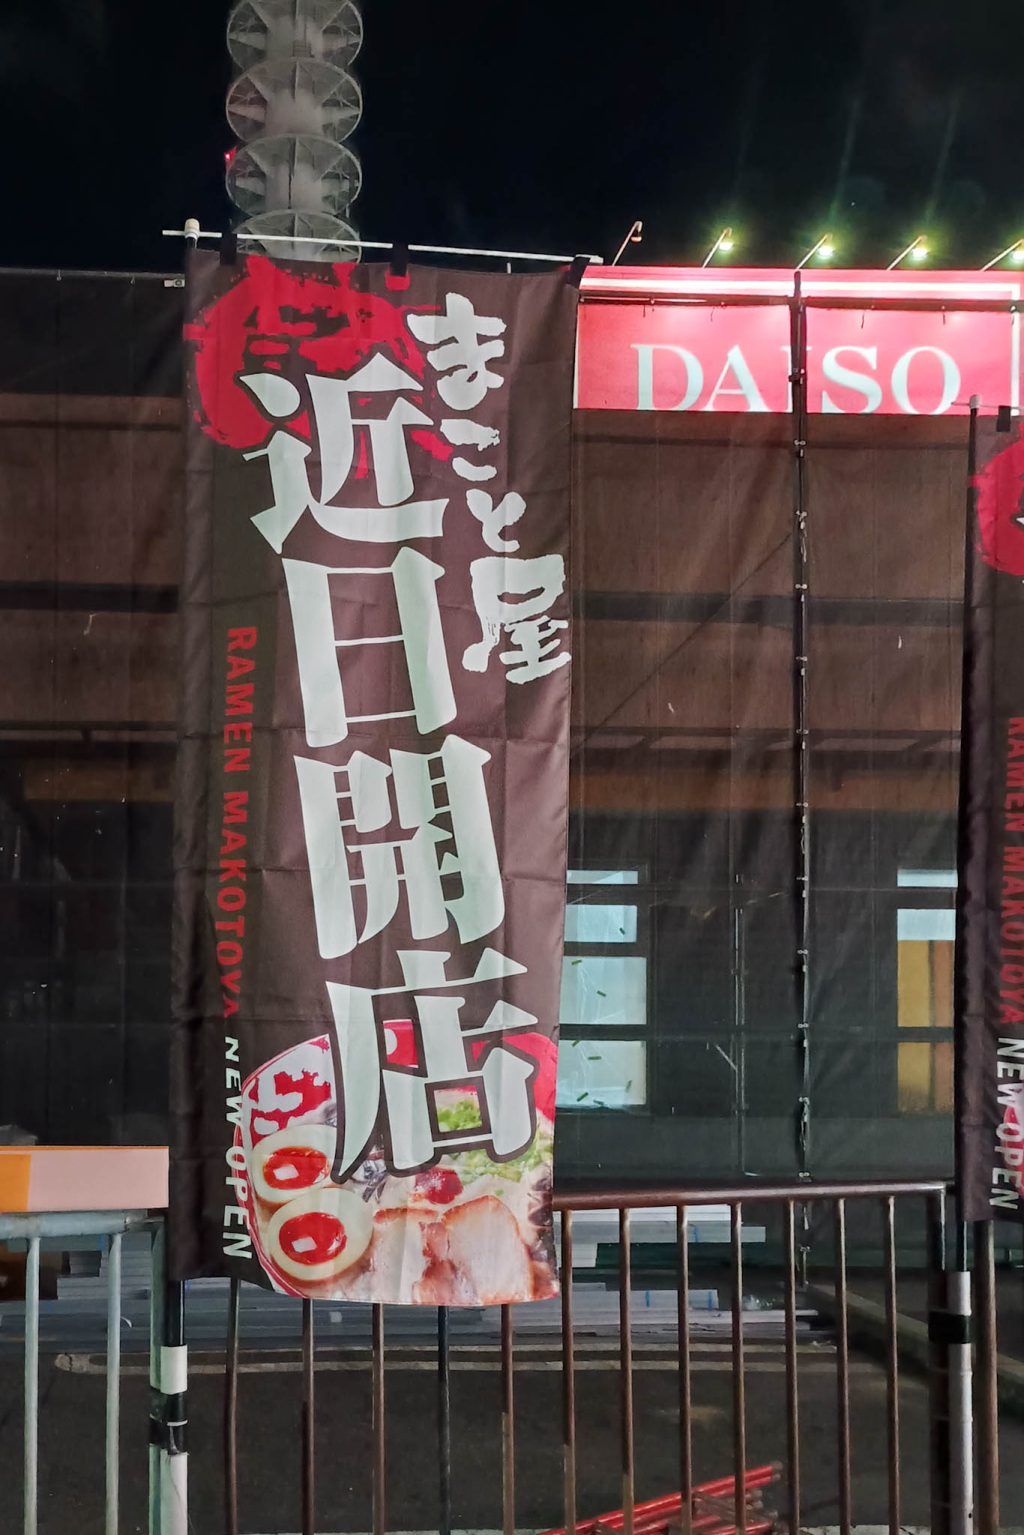 まこと屋
近日開店
RAMEN MAKOTOYA NEW OPEN
DAISO
RAMEN MAKOTOYA NEW OPEN